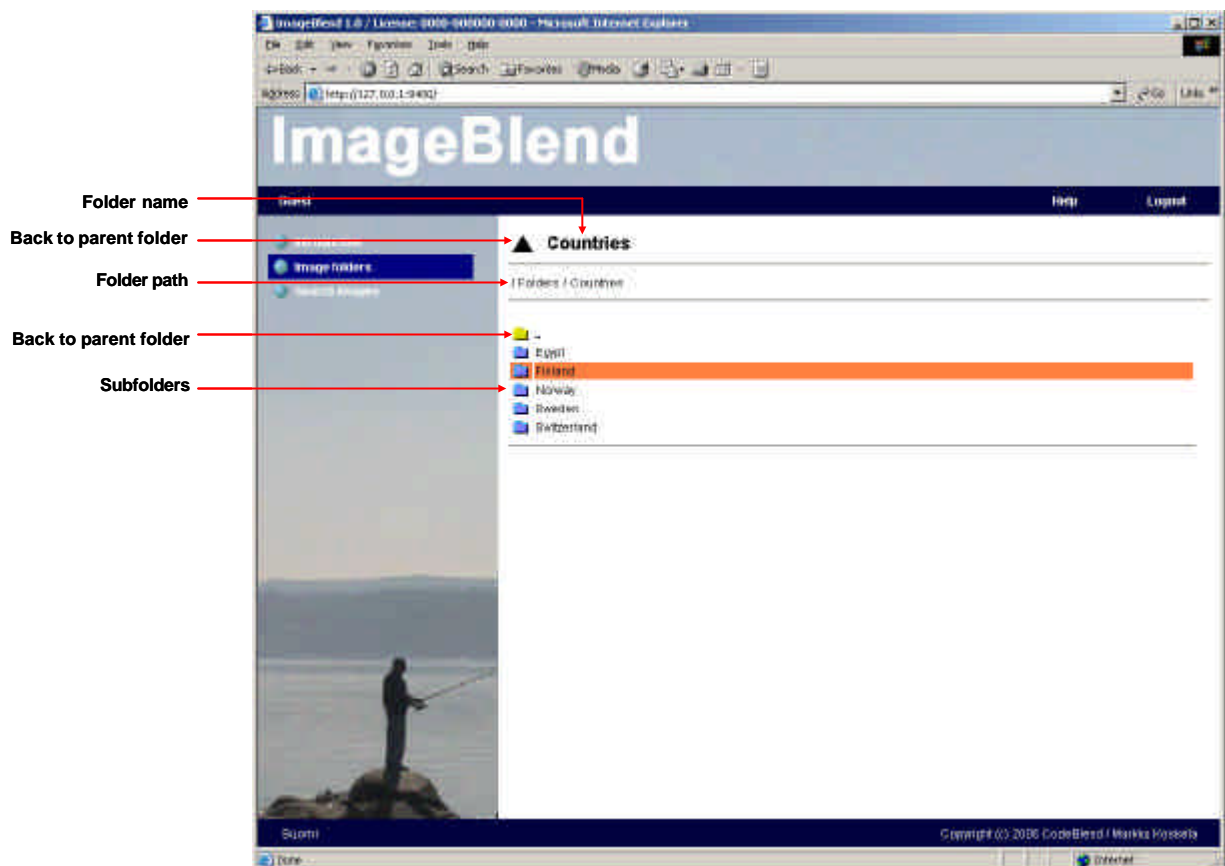 ImageBlend 1.0 / License: 0000-000000-0000 - Microsoft Internet Explorer
File Edit View Favorites Tools Help
Back Search Favorites Media
Address http://127.0.0.1:9480/ Go Links
ImageBlend
Guest Help Logout
Folder name
Back to parent folder
Folder path
Back to parent folder
Subfolders
Introduction
Image folders
Search images
Countries
/ Folders / Countries
..
Egypt
Finland
Norway
Sweden
Switzerland
Suomi
Copyright (c) 2006 CodeBlend / Markku Koskela
Done Internet